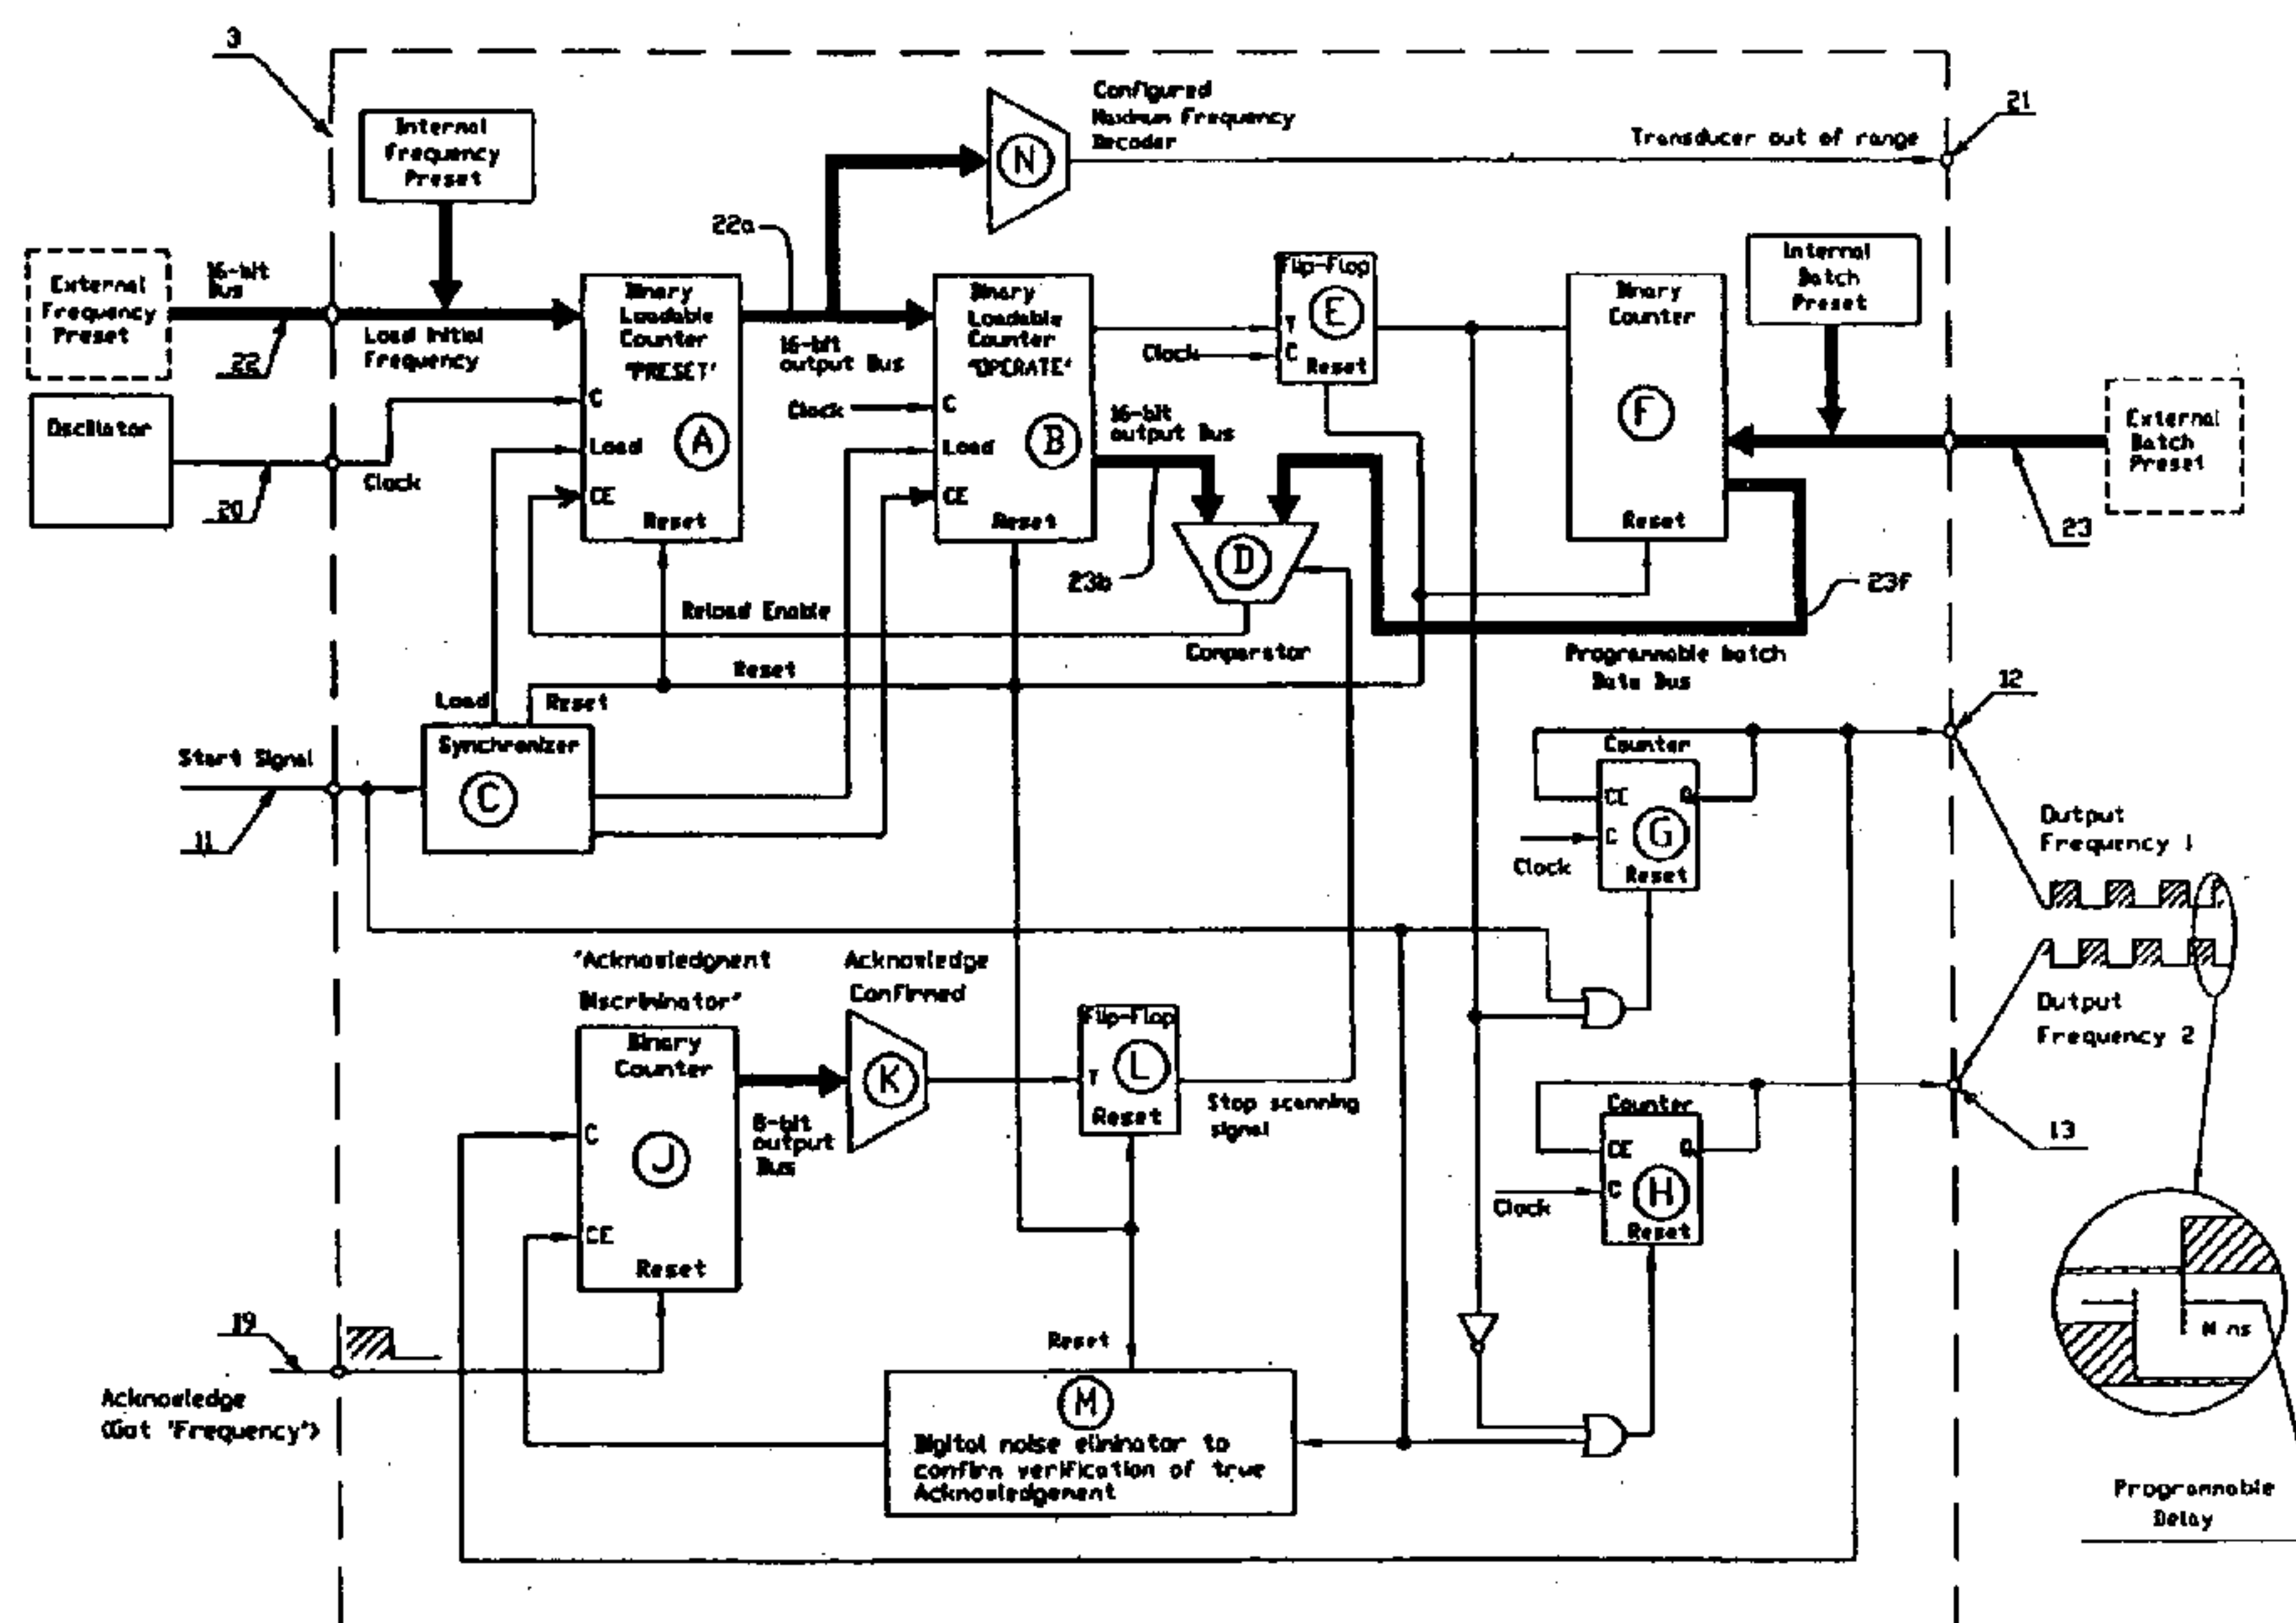 3
Internal
Frequency
Preset
Configured
Maximum Frequency
Decoder
N
Transducer out of range
21
External
Frequency
Preset
16-bit
Bus
22
Load Initial
Frequency
Oscillator
20
Clock
Binary
Loadable
Counter
'PRESET'
C
Load
CE
A
Reset
22a
16-bit
output Bus
Clock
Binary
Loadable
Counter
'OPERATE'
C
Load
CE
B
Reset
16-bit
output Bus
23b
Clock
Flip-Flop
E
T
C
Reset
D
Comparator
Binary
Counter
F
Reset
Internal
Batch
Preset
External
Batch
Preset
23
23f
Programmable batch
Data Bus
Reload Enable
Reset
Load
Reset
Synchronizer
C
Start Signal
11
Counter
CE
Q
C
G
Reset
Clock
12
Output
Frequency 1
Output
Frequency 2
'Acknowledgment
Discriminator'
Binary
Counter
C
J
CE
Reset
Acknowledge
Confirmed
K
8-bit
output
Bus
Flip-Flop
L
T
Reset
Stop scanning
signal
Counter
CE
Q
C
H
Reset
Clock
13
N ns
Programmable
Delay
19
Acknowledge
(Got 'Frequency')
Reset
M
Digital noise eliminator to
confirm verification of true
Acknowledgement